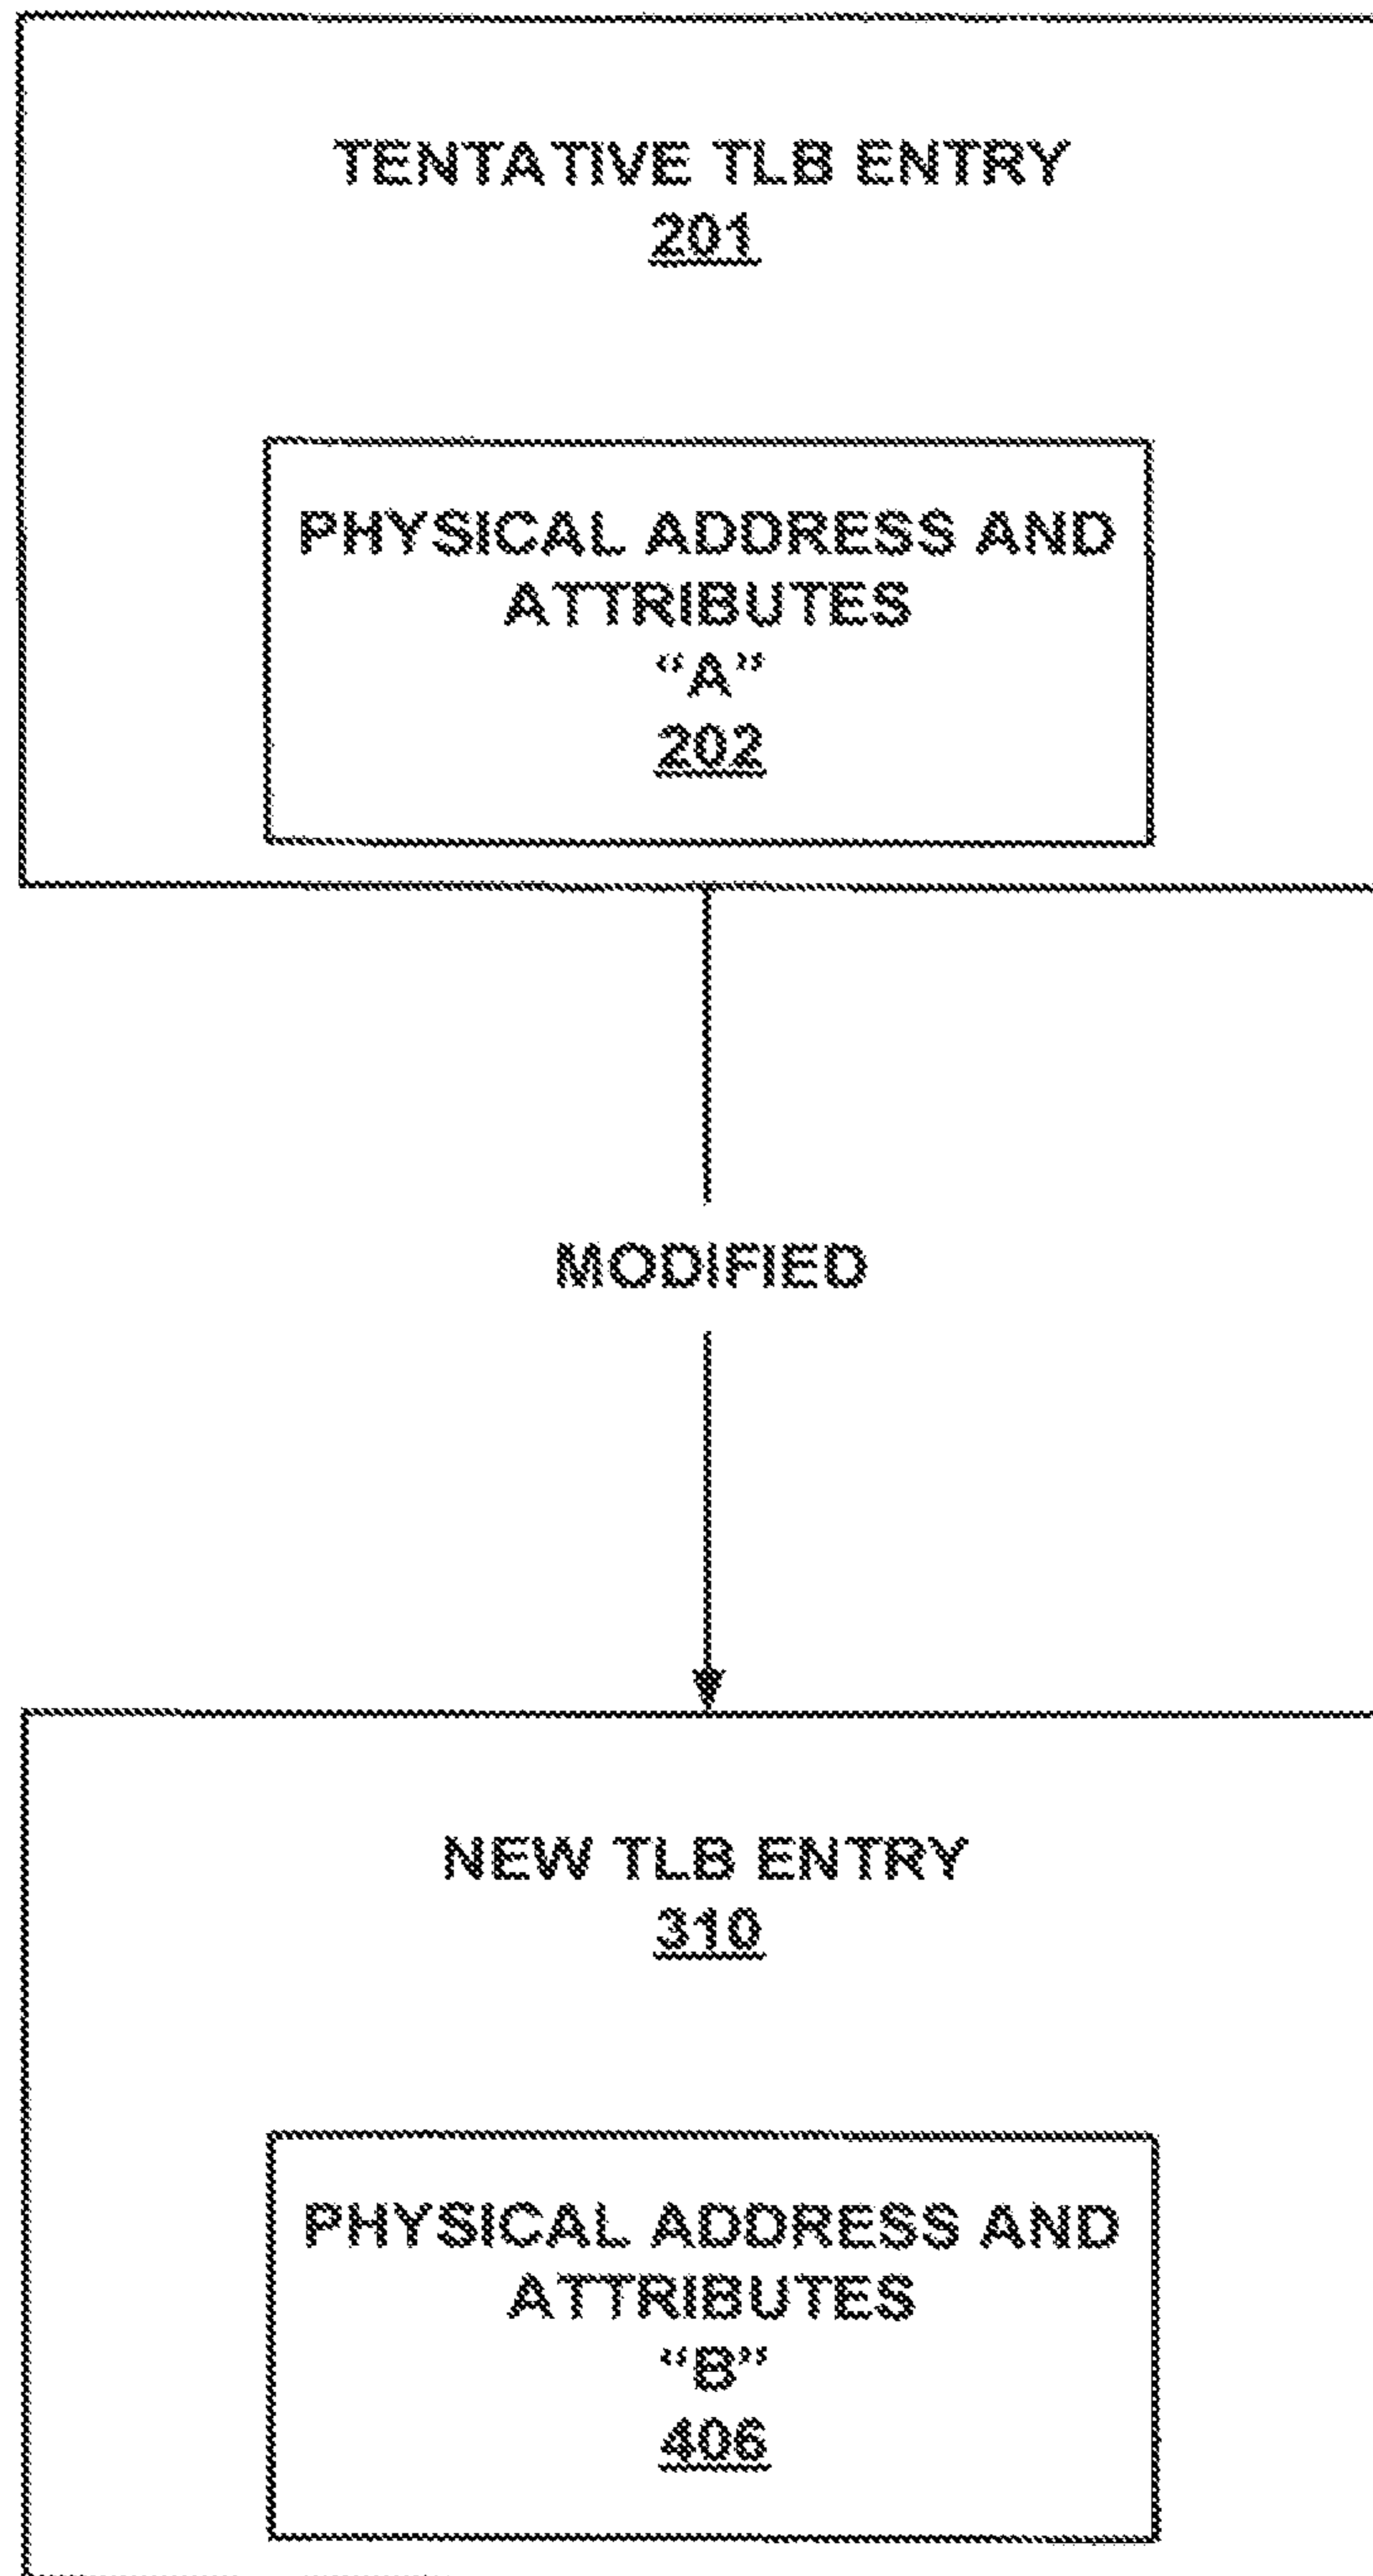 TENTATIVE TLB ENTRY
201
PHYSICAL ADDRESS AND
ATTRIBUTES
“A”
202
MODIFIED
NEW TLB ENTRY
310
PHYSICAL ADDRESS AND
ATTRIBUTES
“B”
406